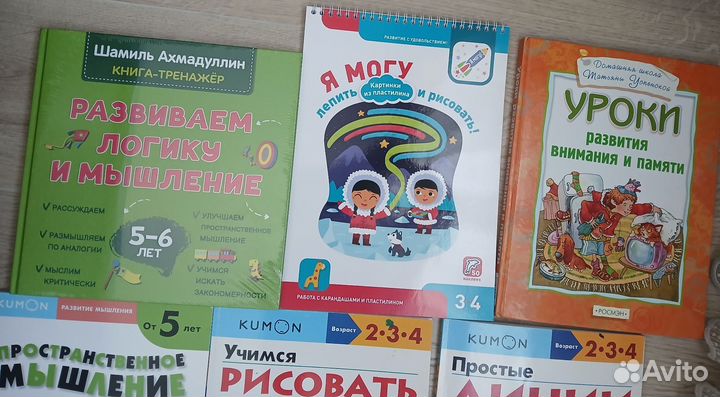 Шамиль Ахмадуллин
КНИГА-ТРЕНАЖЁР
РАЗВИВАЕМ
ЛОГИКУ
И МЫШЛЕНИЕ
РАССУЖДАЕМ
РАЗМЫШЛЯЕМ
ПО АНАЛОГИИ
МЫСЛИМ
КРИТИЧЕСКИ
5-6
ЛЕТ
УЛУЧШАЕМ
ПРОСТРАНСТВЕННОЕ
МЫШЛЕНИЕ
УЧИМСЯ
ИСКАТЬ
ЗАКОНОМЕРНОСТИ
РАЗВИТИЕ С УДОВОЛЬСТВИЕМ!
Я МОГУ
лепить
Картинки
из пластилина
и рисовать!
РАБОТА С КАРАНДАШАМИ И ПЛАСТИЛИНОМ
3 4
Домашняя школа
Татьяны
УРОКИ
развития
внимания и памяти
РОСМЭН
KUMON
РАЗВИТИЕ МЫШЛЕНИЯ
От 5 лет
ПРОСТРАНСТВЕННОЕ
МЫШЛЕНИЕ
KUMON
Возраст
2•3•4
Учимся
РИСОВАТЬ
KUMON
Возраст
2•3•4
Простые
ЛИНИИ
Avito